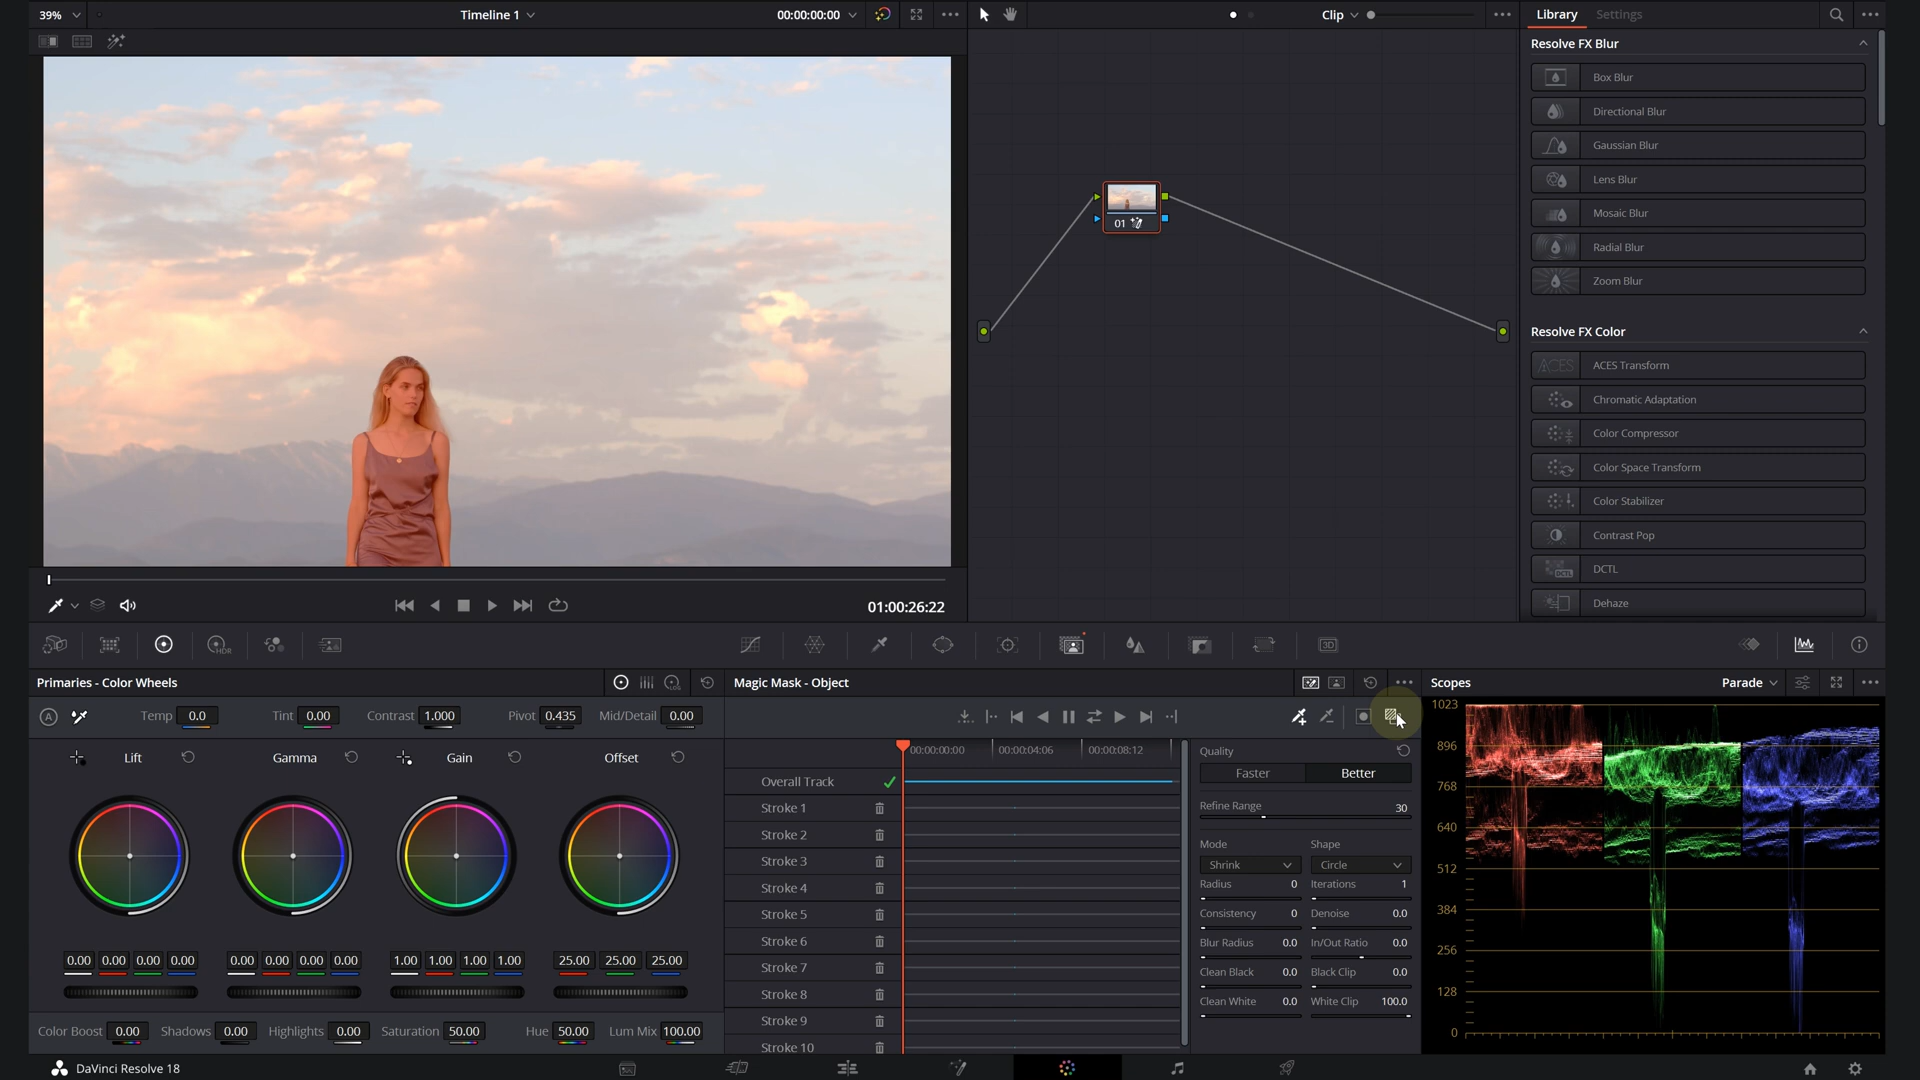 39%
Timeline 1
00:00:00:00
Clip
Library
Settings
Resolve FX Blur
Box Blur
Directional Blur
Gaussian Blur
Lens Blur
Mosaic Blur
Radial Blur
Zoom Blur
Resolve FX Color
ACES
ACES Transform
Chromatic Adaptation
Color Compressor
Color Space Transform
Color Stabilizer
Contrast Pop
DCTL
DCTL
Dehaze
01
01:00:26:22
HDR
3D
Primaries - Color Wheels
LOG
Magic Mask - Object
Scopes
Parade
A
Temp 0.0
Tint 0.00
Contrast 1.000
Pivot 0.435
Mid/Detail 0.00
Lift
Gamma
Gain
Offset
0.00 0.00 0.00 0.00
0.00 0.00 0.00 0.00
1.00 1.00 1.00 1.00
25.00 25.00 25.00
Color Boost 0.00
Shadows 0.00
Highlights 0.00
Saturation 50.00
Hue 50.00
Lum Mix 100.00
00:00:00:00
00:00:04:06
00:00:08:12
Overall Track
Stroke 1
Stroke 2
Stroke 3
Stroke 4
Stroke 5
Stroke 6
Stroke 7
Stroke 8
Stroke 9
Stroke 10
Quality
Faster
Better
Refine Range 30
Mode
Shape
Shrink
Circle
Radius 0
Iterations 1
Consistency 0
Denoise 0.0
Blur Radius 0.0
In/Out Ratio 0.0
Clean Black 0.0
Black Clip 0.0
Clean White 0.0
White Clip 100.0
1023
896
768
640
512
384
256
128
0
DaVinci Resolve 18